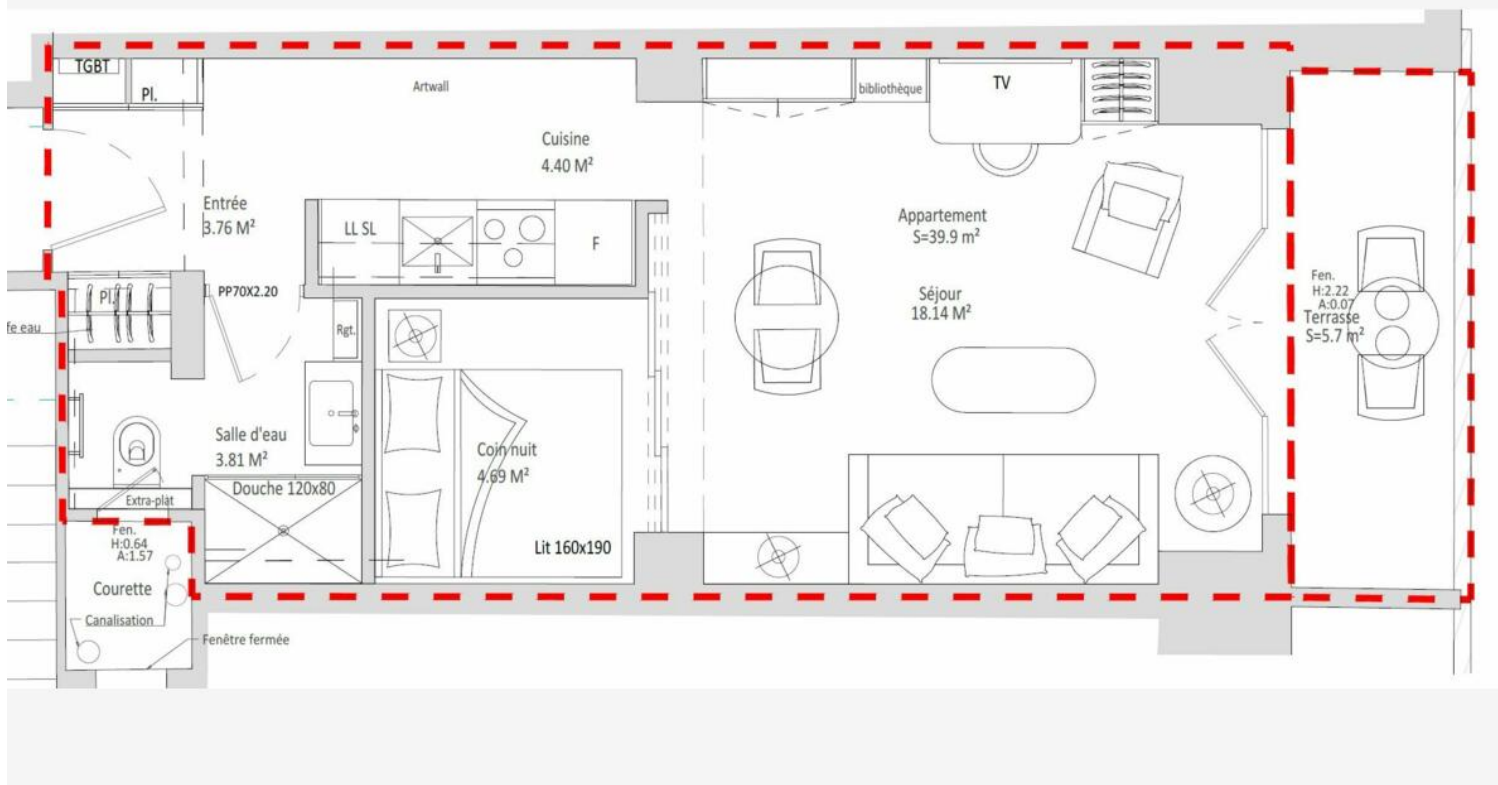 TGBT
Pl.
Artwall
bibliothèque
TV
Cuisine
4.40 M²
Entrée
3.76 M²
LL SL
F
Appartement
S=39.9 m²
Séjour
18.14 M²
Fen.
H:2.22
A:0.07
Terrasse
S=5.7 m²
Pl.
PP70X2.20
fe eau
Rgt.
Salle d'eau
3.81 M²
Coin nuit
4.69 M²
Extra-plat
Douche 120x80
Lit 160x190
Fen.
H:0.64
A:1.57
Courette
Canalisation
Fenêtre fermée